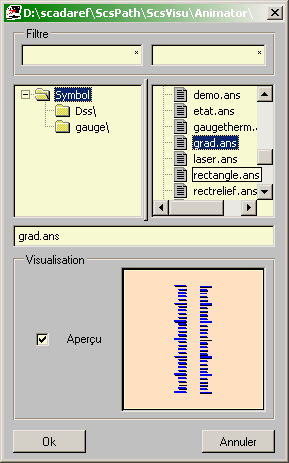 D:\scadaref\ScsPath\ScsVisu\Animator\
Filtre
* *
Symbol
Dss\
gauge\
demo.ans
etat.ans
gaugetherm..
grad.ans
laser.ans
rectangle.ans
rectrelief.ans
grad.ans
Visualisation
Aperçu
Ok Annuler